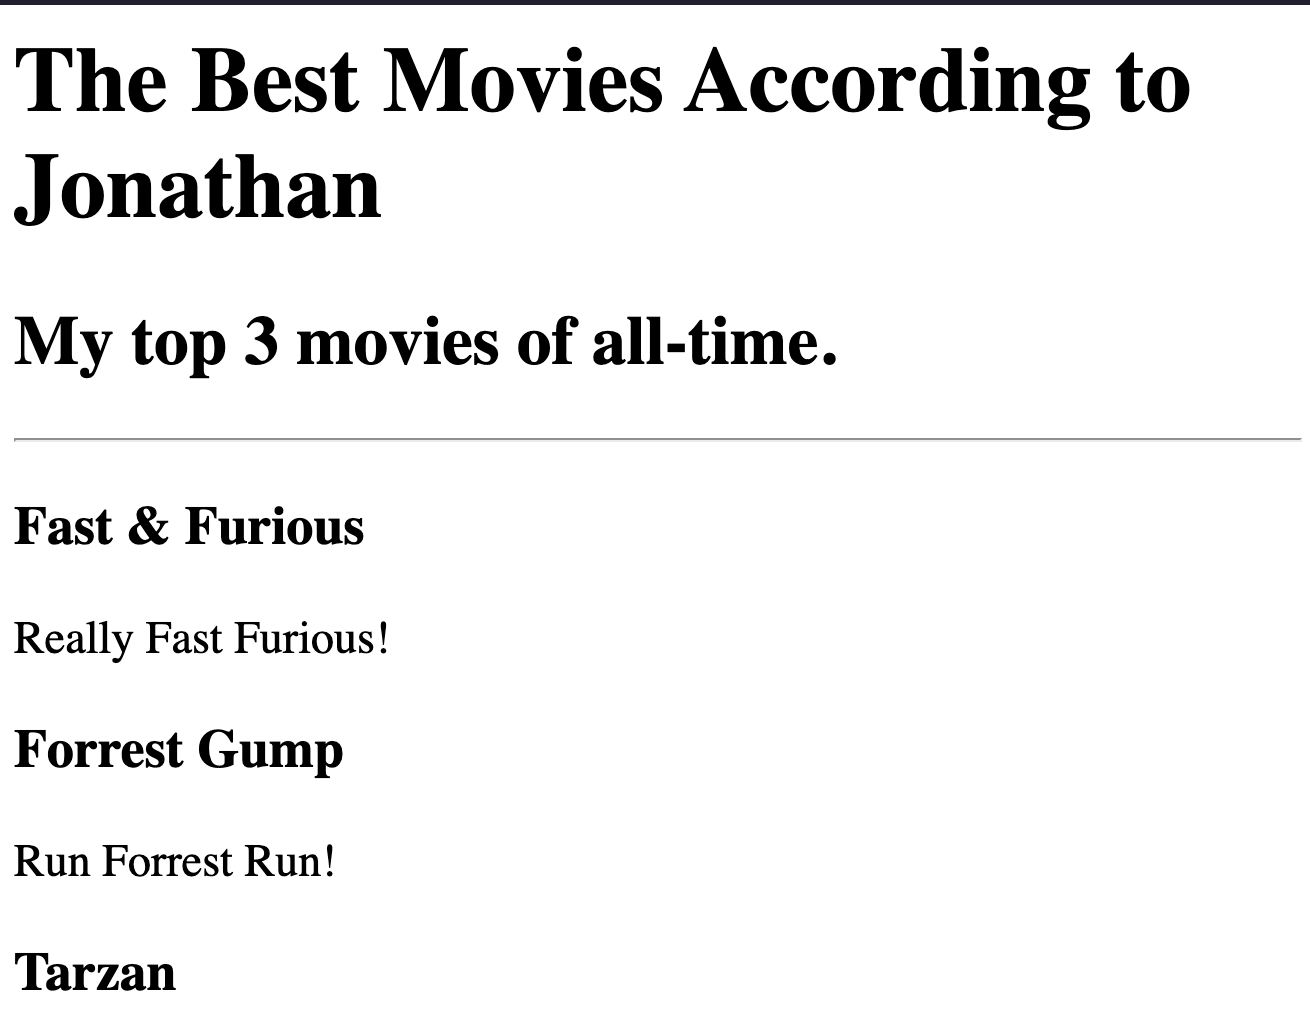 The Best Movies According to
Jonathan
My top 3 movies of all-time.
Fast & Furious
Really Fast Furious!
Forrest Gump
Run Forrest Run!
Tarzan